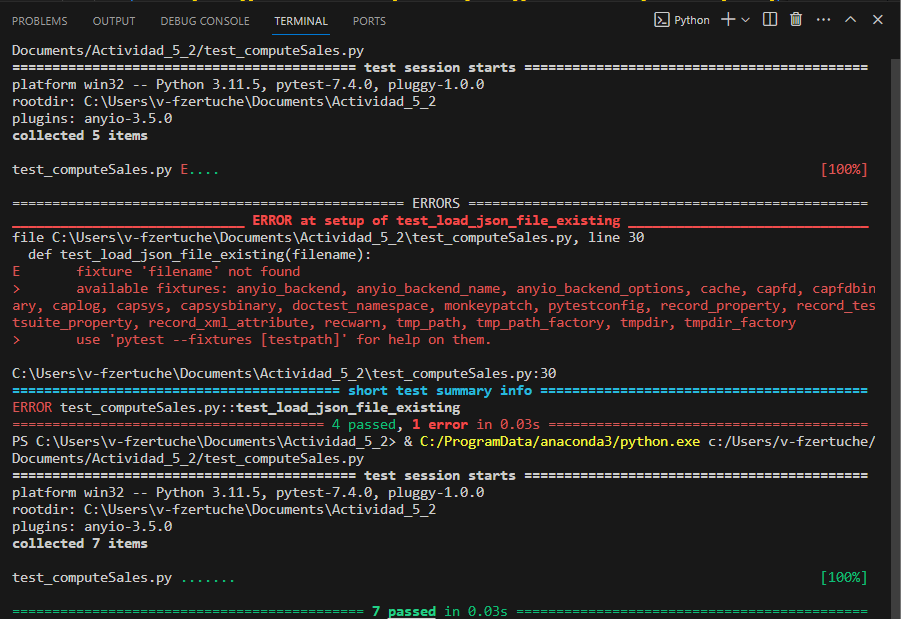 PROBLEMS OUTPUT DEBUG CONSOLE TERMINAL PORTS Python
Documents/Actividad_5_2/test_computeSales.py
=========================================== test session starts ===========================================
platform win32 -- Python 3.11.5, pytest-7.4.0, pluggy-1.0.0
rootdir: C:\Users\v-fzertuche\Documents\Actividad_5_2
plugins: anyio-3.5.0
collected 5 items
test_computeSales.py E.... [100%]
================================================= ERRORS ==================================================
_____________________________ ERROR at setup of test_load_json_file_existing ______________________________
file C:\Users\v-fzertuche\Documents\Actividad_5_2\test_computeSales.py, line 30
def test_load_json_file_existing(filename):
E       fixture 'filename' not found
>       available fixtures: anyio_backend, anyio_backend_name, anyio_backend_options, cache, capfd, capfdbin
ary, caplog, capsys, capsysbinary, doctest_namespace, monkeypatch, pytestconfig, record_property, record_tes
tsuite_property, record_xml_attribute, recwarn, tmp_path, tmp_path_factory, tmpdir, tmpdir_factory
>       use 'pytest --fixtures [testpath]' for help on them.
C:\Users\v-fzertuche\Documents\Actividad_5_2\test_computeSales.py:30
========================================= short test summary info =========================================
ERROR test_computeSales.py::test_load_json_file_existing
======================================= 4 passed, 1 error in 0.03s ========================================
PS C:\Users\v-fzertuche\Documents\Actividad_5_2> & C:/ProgramData/anaconda3/python.exe c:/Users/v-fzertuche/
Documents/Actividad_5_2/test_computeSales.py
=========================================== test session starts ===========================================
platform win32 -- Python 3.11.5, pytest-7.4.0, pluggy-1.0.0
rootdir: C:\Users\v-fzertuche\Documents\Actividad_5_2
plugins: anyio-3.5.0
collected 7 items
test_computeSales.py ....... [100%]
============================================ 7 passed in 0.03s ============================================